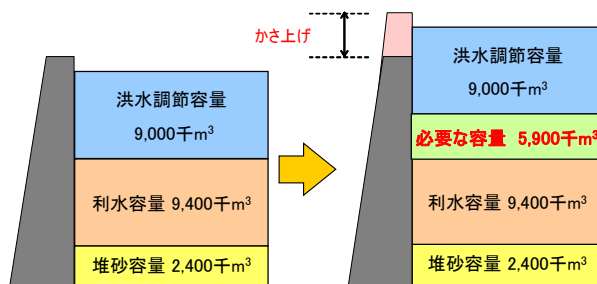 かさ上げ
洪水調節容量
9,000千m³
利水容量 9,400千m³
堆砂容量 2,400千m³
洪水調節容量
9,000千m³
必要な容量 5,900千m³
利水容量 9,400千m³
堆砂容量 2,400千m³